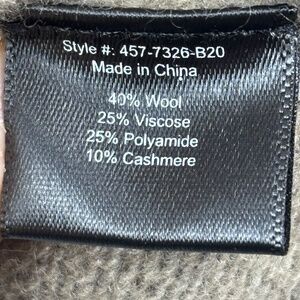 Style #: 457-7326-B20
Made in China
40% Wool
25% Viscose
25% Polyamide
10% Cashmere